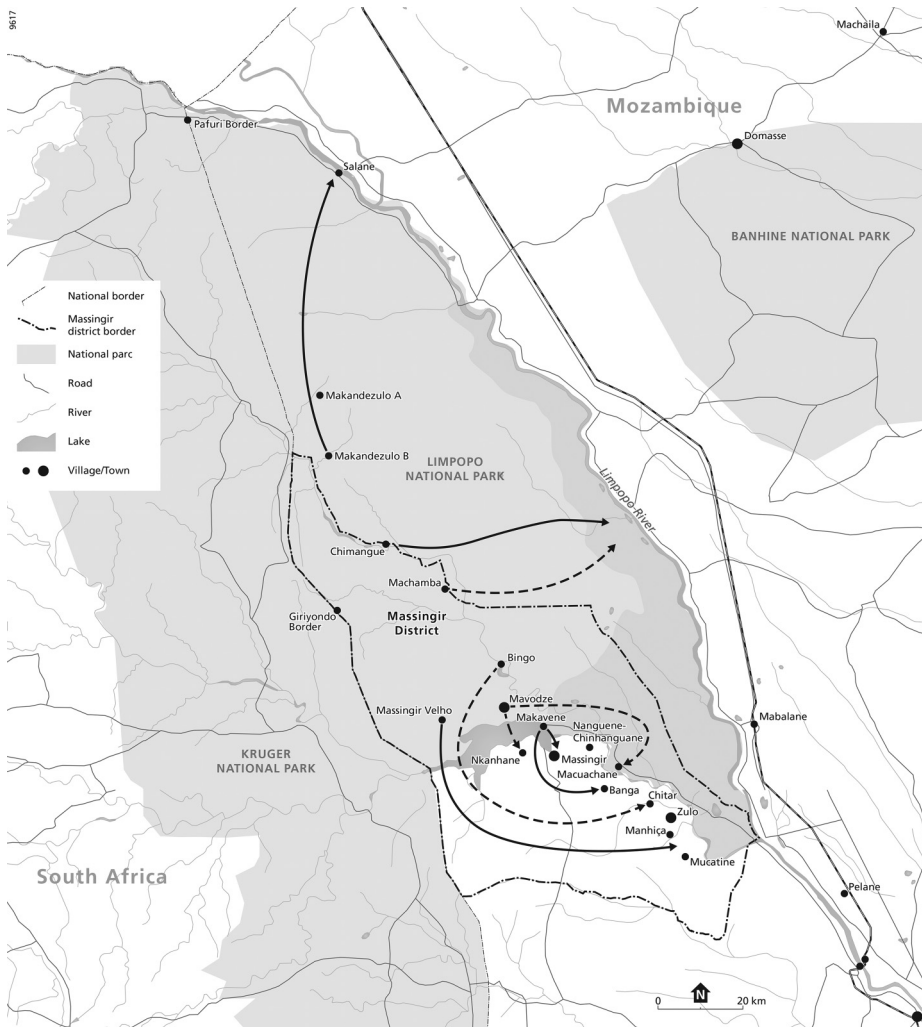 9617
Machaila
Mozambique
Domasse
Pafuri Border
Salane
BANHINE NATIONAL PARK
National border
Massingir
district border
National parc
Road
River
Lake
Village/Town
Makandezulo A
Makandezulo B
LIMPOPO
NATIONAL PARK
Limpopo River
Chimangue
Machamba
Giriyondo
Border
Massingir
District
Bingo
Massingir Velho
Mavodze
Makavene
Nanguene-
Chinhanguane
Mabalane
Nkanhane
Massingir
Macuachane
Banga
KRUGER
NATIONAL PARK
Chitar
Zulo
Manhiça
Mucatine
South Africa
Pelane
N
0 20 km